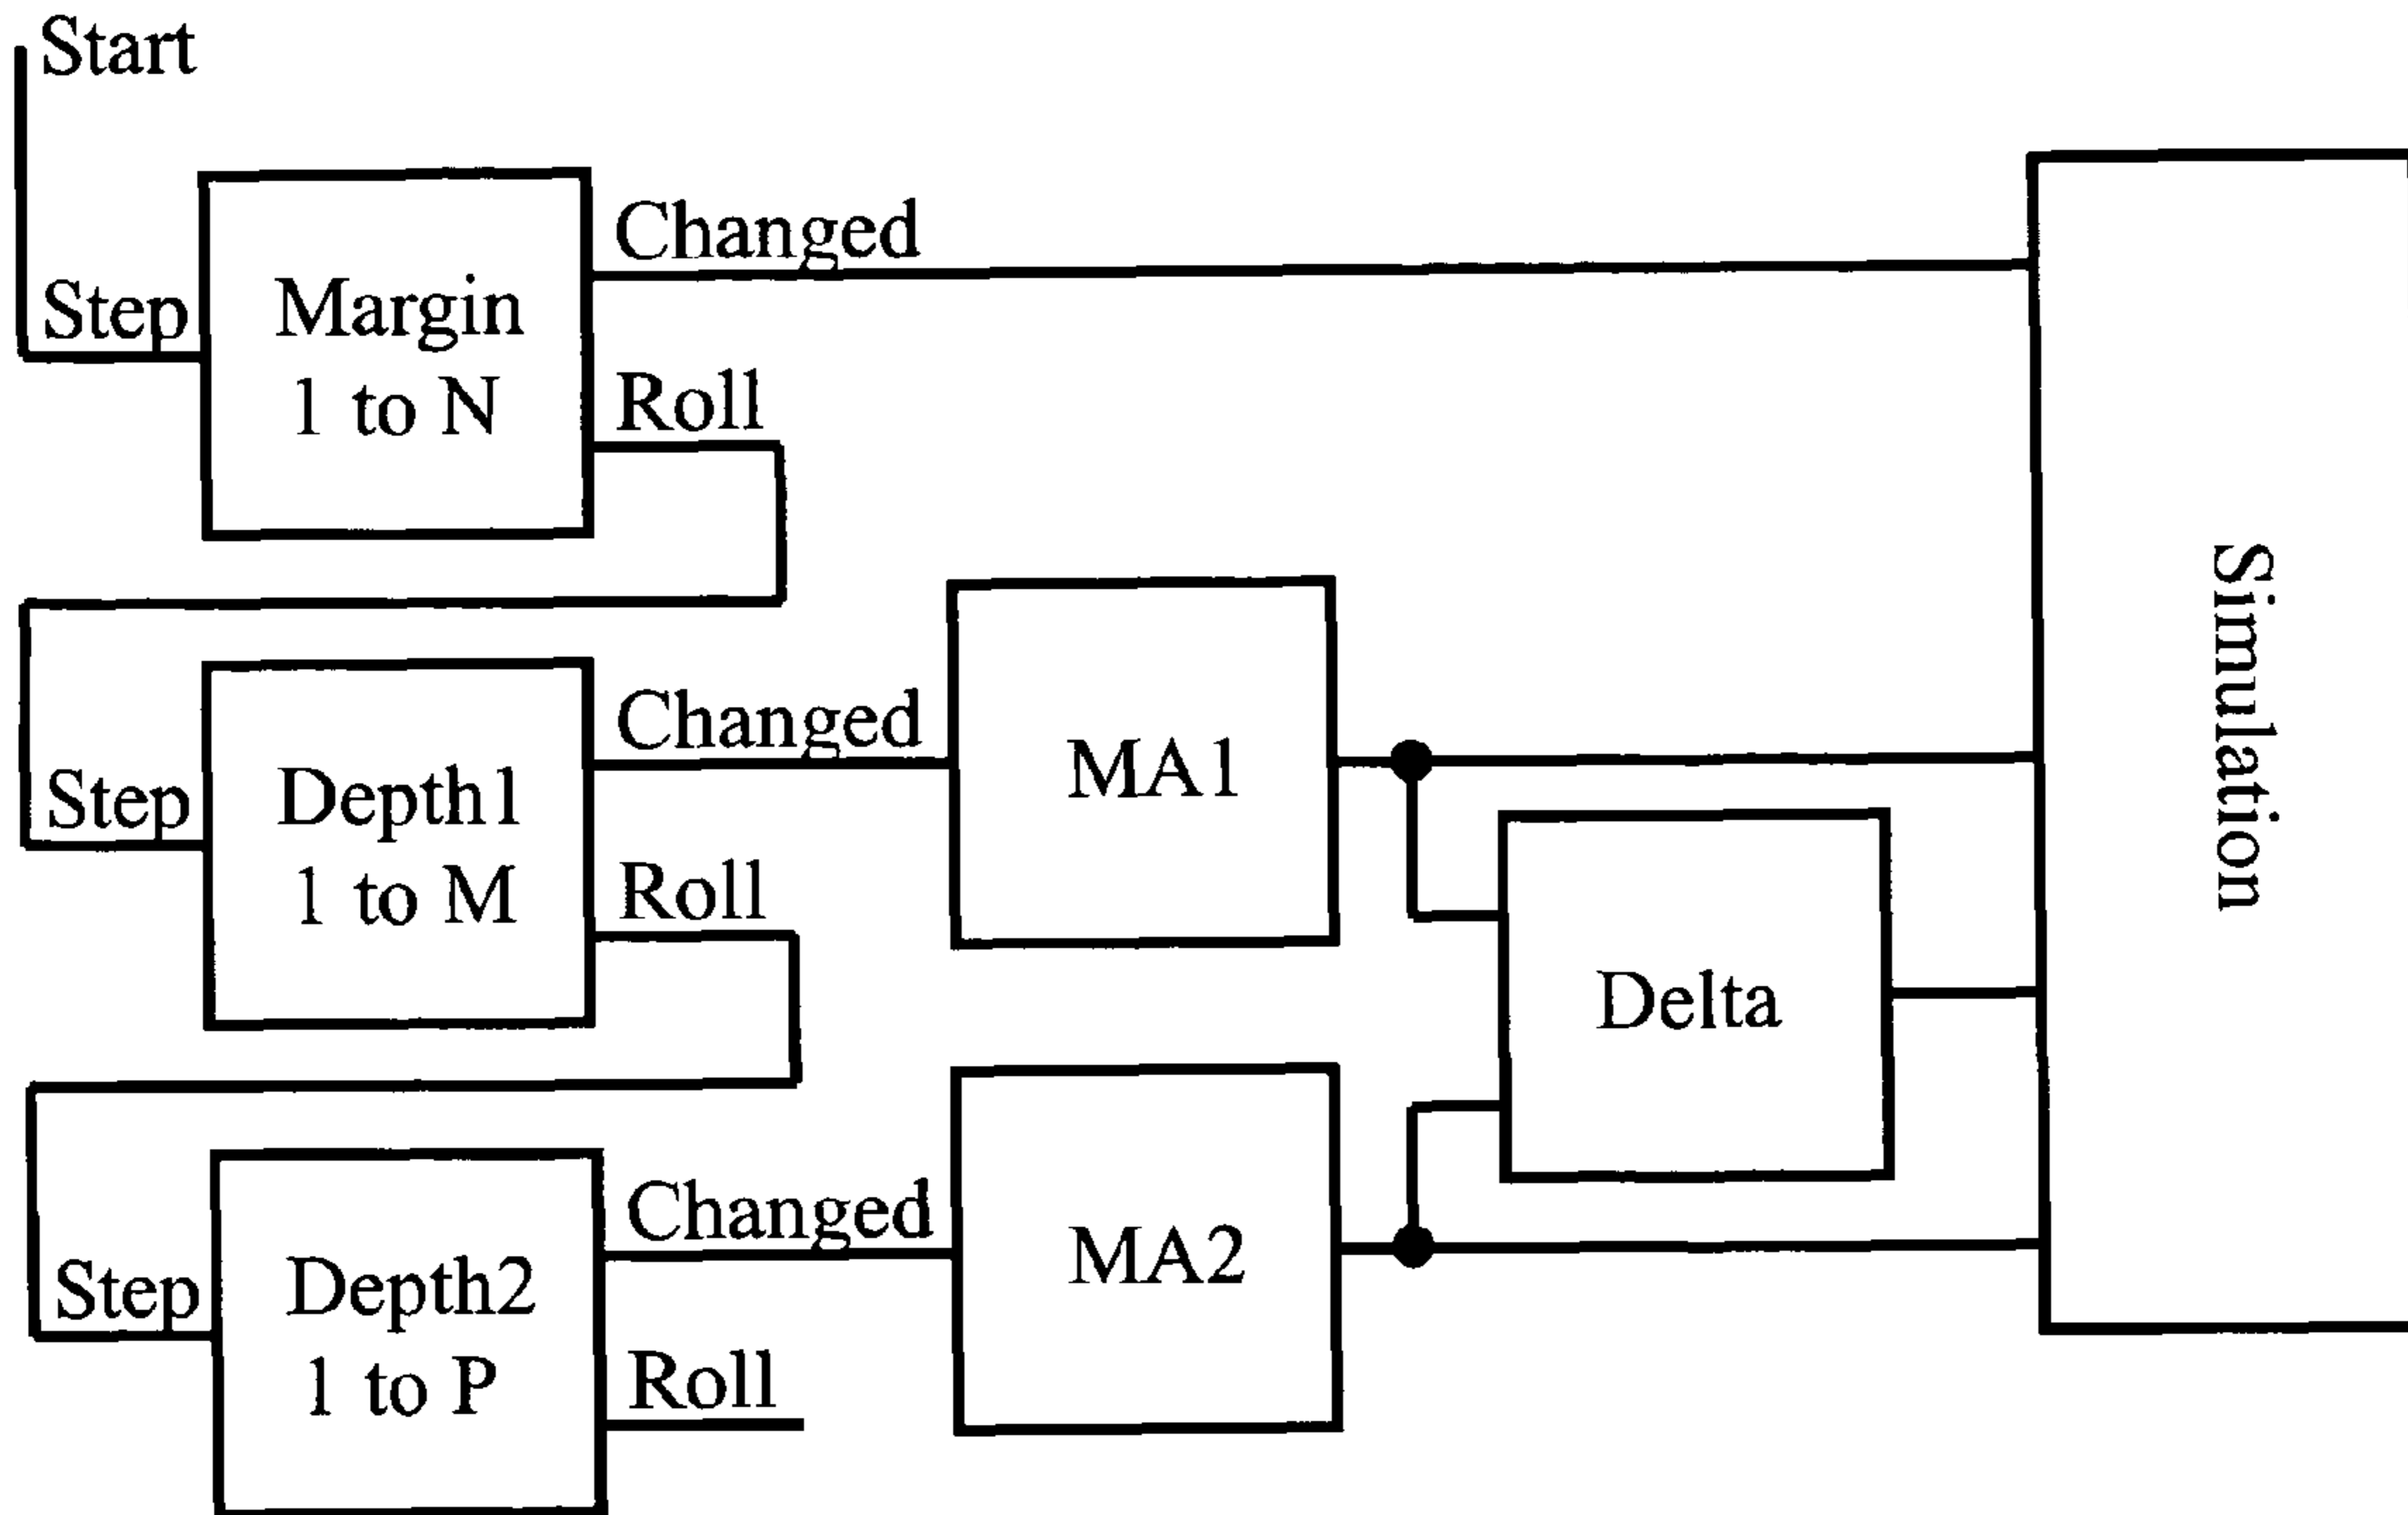 Start
Step
Margin
1 to N
Changed
Roll
Step
Depth1
1 to M
Changed
Roll
MA1
Delta
Simulation
Step
Depth2
1 to P
Changed
Roll
MA2